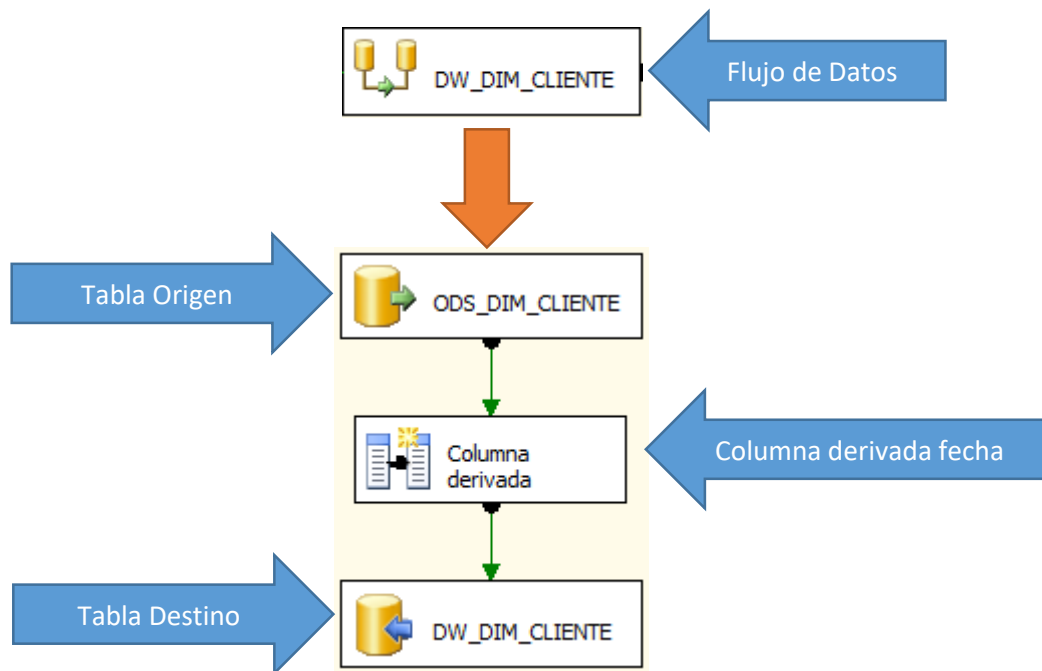 DW_DIM_CLIENTE
Flujo de Datos
Tabla Origen
ODS_DIM_CLIENTE
Columna
derivada
Columna derivada fecha
Tabla Destino
DW_DIM_CLIENTE